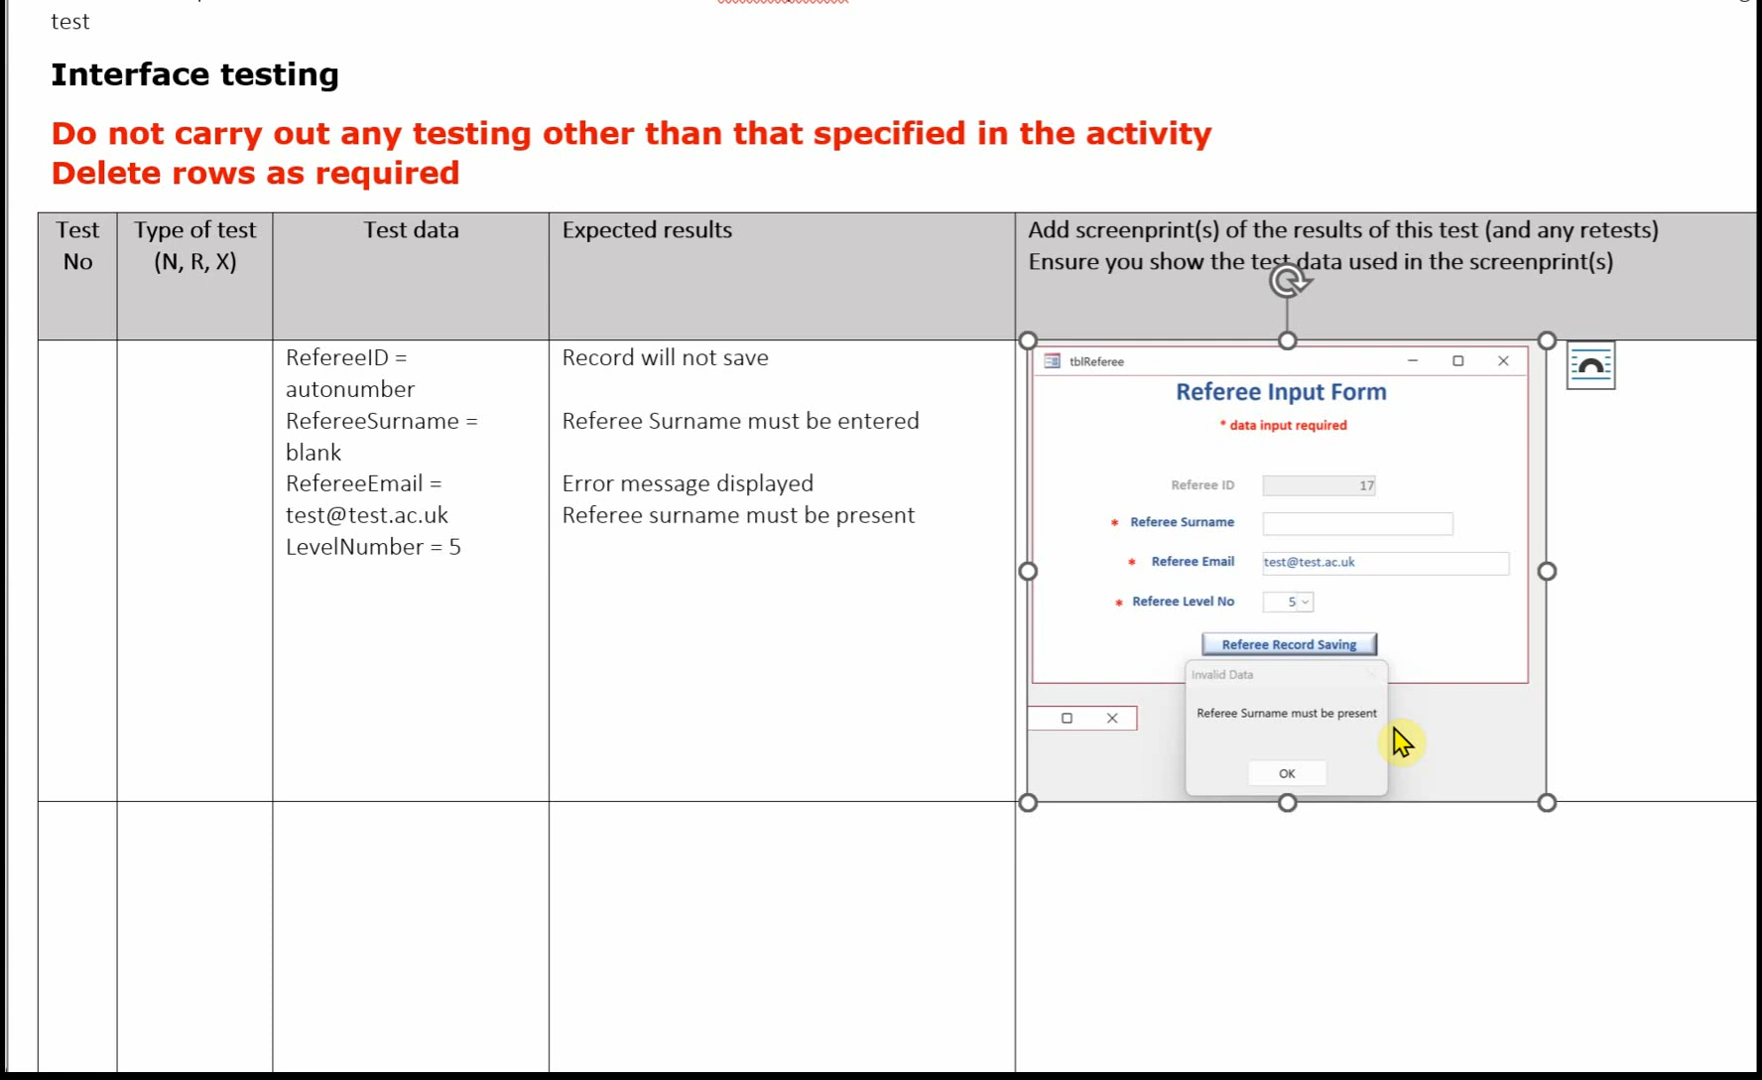 test
Interface testing
Do not carry out any testing other than that specified in the activity
Delete rows as required
Test No
Type of test (N, R, X)
Test data
Expected results
Add screenprint(s) of the results of this test (and any retests)
Ensure you show the test data used in the screenprint(s)
RefereeID =
autonumber
RefereeSurname =
blank
RefereeEmail =
test@test.ac.uk
LevelNumber = 5
Record will not save
Referee Surname must be entered
Error message displayed
Referee surname must be present
tblReferee
Referee Input Form
* data input required
Referee ID 17
* Referee Surname
* Referee Email test@test.ac.uk
* Referee Level No 5
Referee Record Saving
Invalid Data
Referee Surname must be present
OK